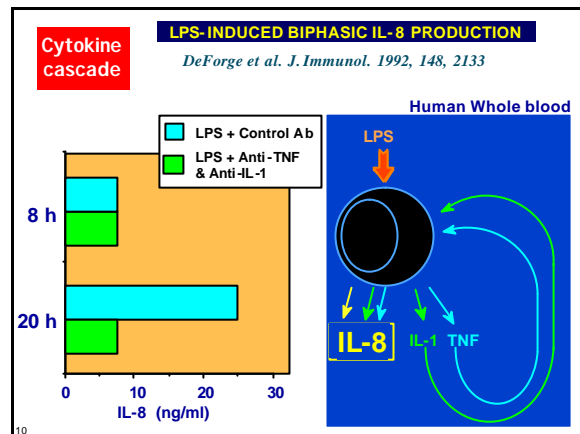 Cytokine
cascade
LPS-INDUCED BIPHASIC IL-8 PRODUCTION
DeForge et al. J. Immunol. 1992, 148, 2133
Human Whole blood
LPS + Control Ab
LPS + Anti-TNF
& Anti-IL-1
LPS
8 h
20 h
IL-8
IL-1
TNF
0 10 20 30
IL-8 (ng/ml)
10